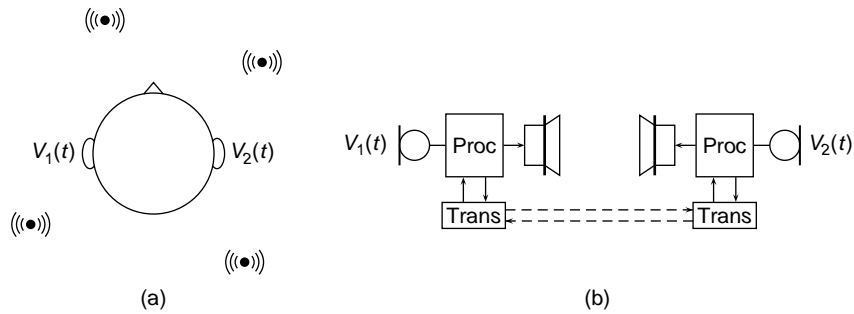 V1(t) V2(t)
(a)
V1(t) Proc Proc V2(t)
Trans Trans
(b)